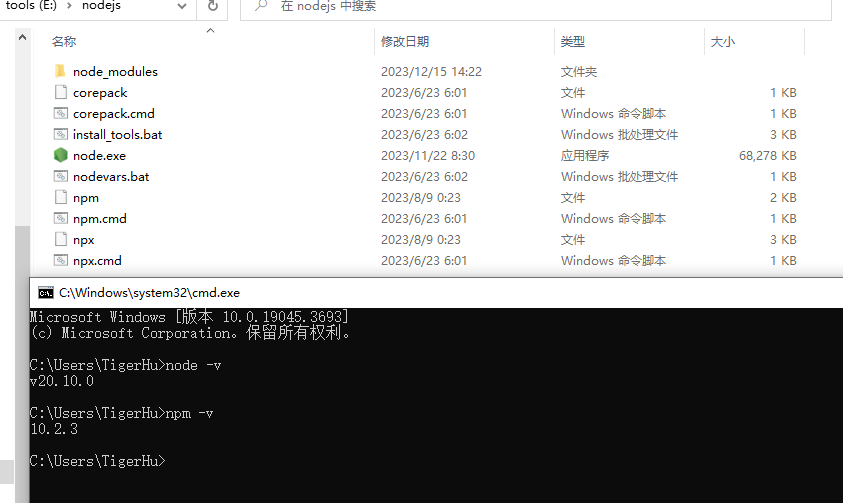 tools (E:) > nodejs
在 nodejs 中搜索
名称 修改日期 类型 大小
node_modules 2023/12/15 14:22 文件夹
corepack 2023/6/23 6:01 文件 1 KB
corepack.cmd 2023/6/23 6:01 Windows 命令脚本 1 KB
install_tools.bat 2023/6/23 6:02 Windows 批处理文件 3 KB
node.exe 2023/11/22 8:30 应用程序 68,278 KB
nodevars.bat 2023/6/23 6:02 Windows 批处理文件 1 KB
npm 2023/8/9 0:23 文件 2 KB
npm.cmd 2023/6/23 6:01 Windows 命令脚本 1 KB
npx 2023/8/9 0:23 文件 3 KB
npx.cmd 2023/6/23 6:01 Windows 命令脚本 1 KB
C:\Windows\system32\cmd.exe
Microsoft Windows [版本 10.0.19045.3693]
(c) Microsoft Corporation。保留所有权利。
C:\Users\TigerHu>node -v
v20.10.0
C:\Users\TigerHu>npm -v
10.2.3
C:\Users\TigerHu>